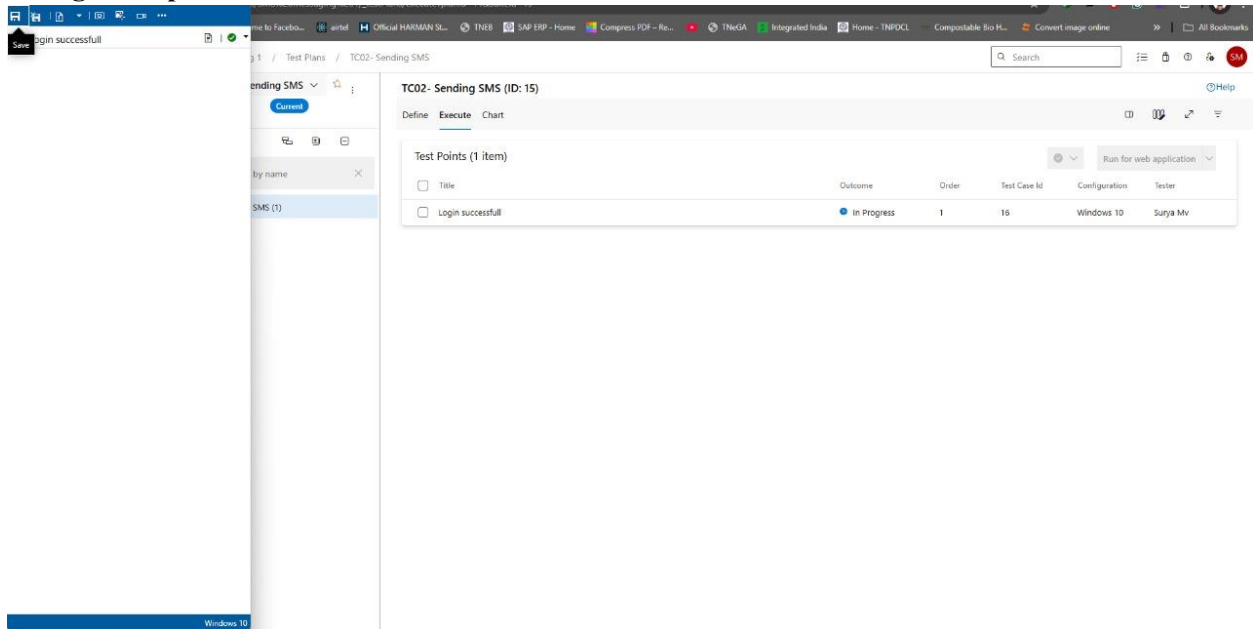 Save
ogin successfull
me to Facebo... airtel Official HARMAN St... TNEB SAP ERP - Home Compress PDF – Re... TNeGA Integrated India Home - TNPDCL Compostable Bio H... Convert image online » All Bookmarks
g 1 / Test Plans / TC02- Sending SMS
Search
SM
ending SMS
Current
by name
SMS (1)
TC02- Sending SMS (ID: 15)
Help
Define Execute Chart
Test Points (1 item)
Run for web application
Title Outcome Order Test Case Id Configuration Tester
Login successfull In Progress 1 16 Windows 10 Surya Mv
Windows 10